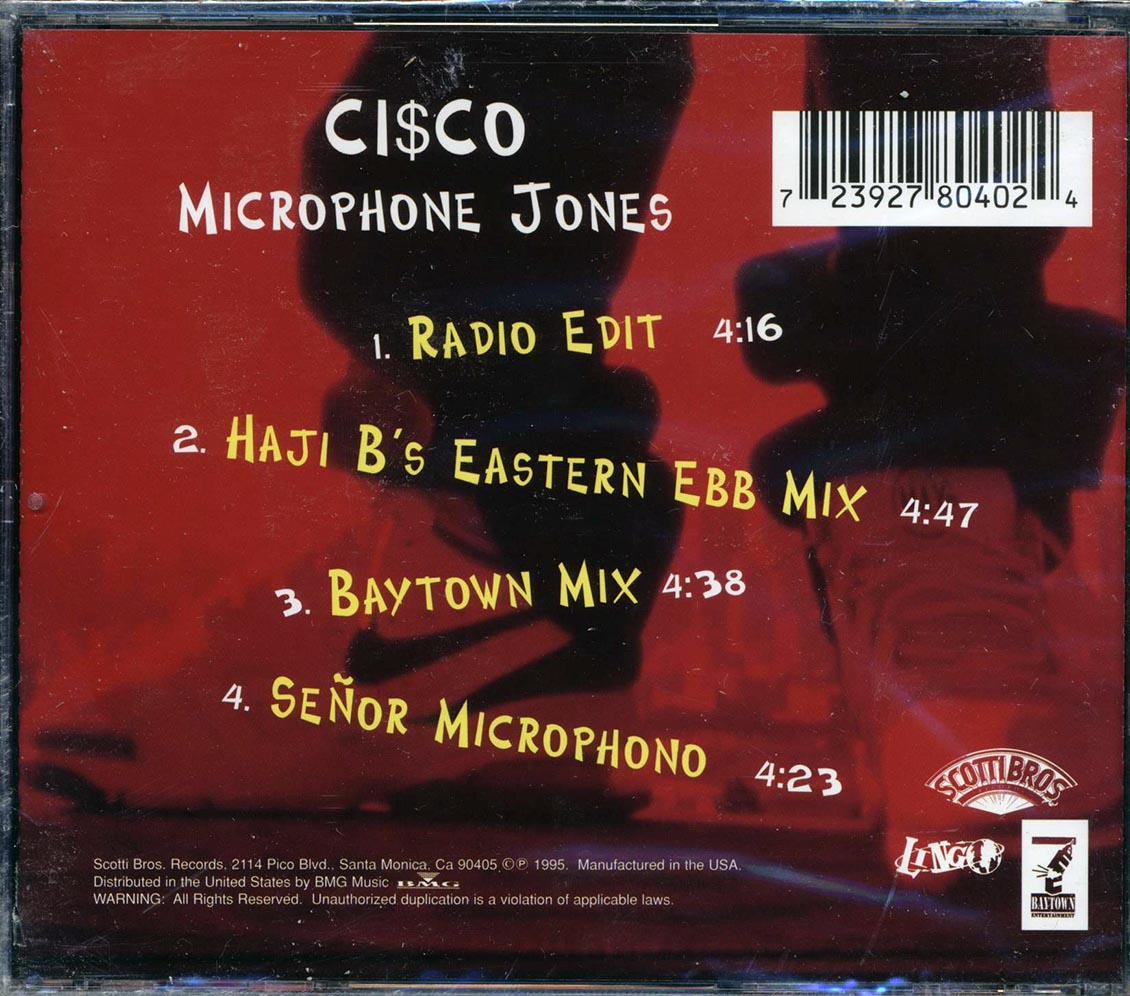 CI$CO
MICROPHONE JONES
7 23927 80402 4
1. RADIO EDIT 4:16
2. HAJI B'S EASTERN EBB MIX 4:47
3. BAYTOWN MIX 4:38
4. SEÑOR MICROPHONO 4:23
SCOTTI BROS.
LINGO
7
BAYTOWN
ENTERTAINMENT
Scotti Bros. Records, 2114 Pico Blvd., Santa Monica, Ca 90405 ©℗ 1995. Manufactured in the USA.
Distributed in the United States by BMG Music BMG
WARNING: All Rights Reserved. Unauthorized duplication is a violation of applicable laws.